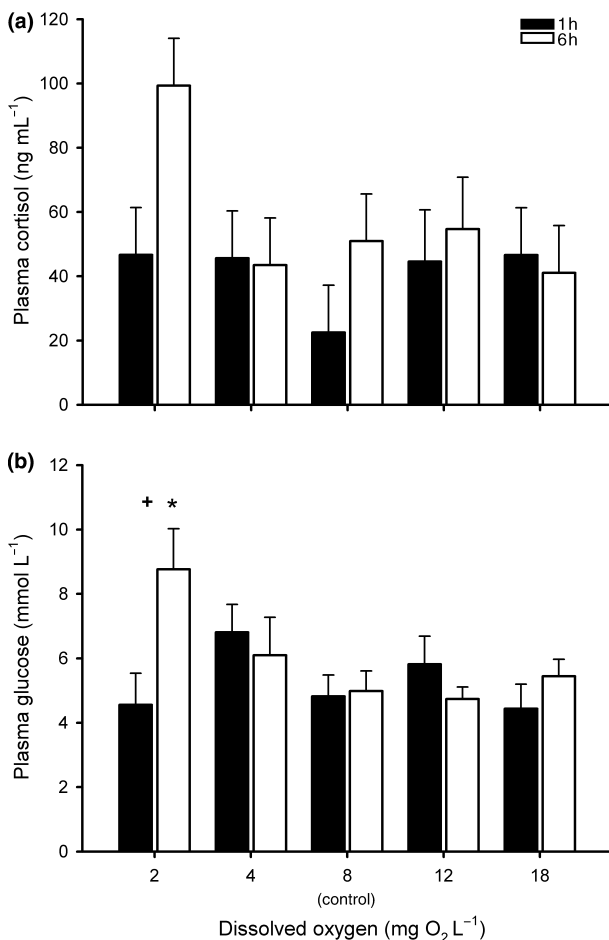 (a)
120
100
80
60
40
20
0
Plasma cortisol (ng mL⁻¹)
1h
6h
(b)
12
10
8
6
4
2
0
Plasma glucose (mmol L⁻¹)
+ *
2 4 8 12 18
(control)
Dissolved oxygen (mg O₂ L⁻¹)